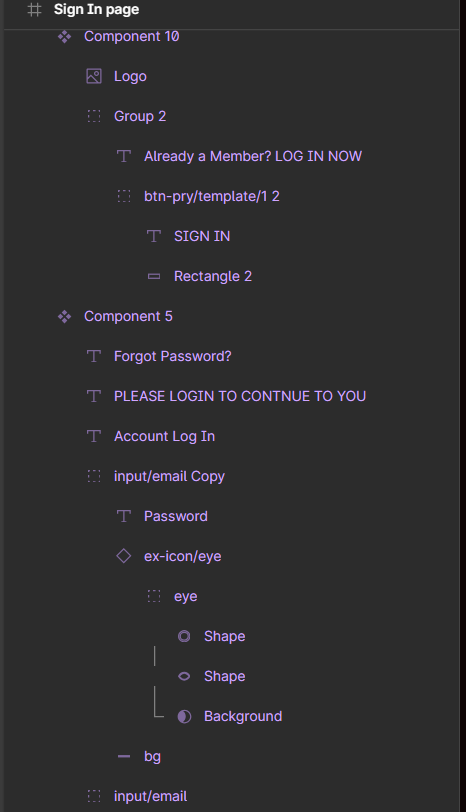 Sign In page
Component 10
Logo
Group 2
Already a Member? LOG IN NOW
btn-pry/template/1 2
SIGN IN
Rectangle 2
Component 5
Forgot Password?
PLEASE LOGIN TO CONTNUE TO YOU
Account Log In
input/email Copy
Password
ex-icon/eye
eye
Shape
Shape
Background
bg
input/email